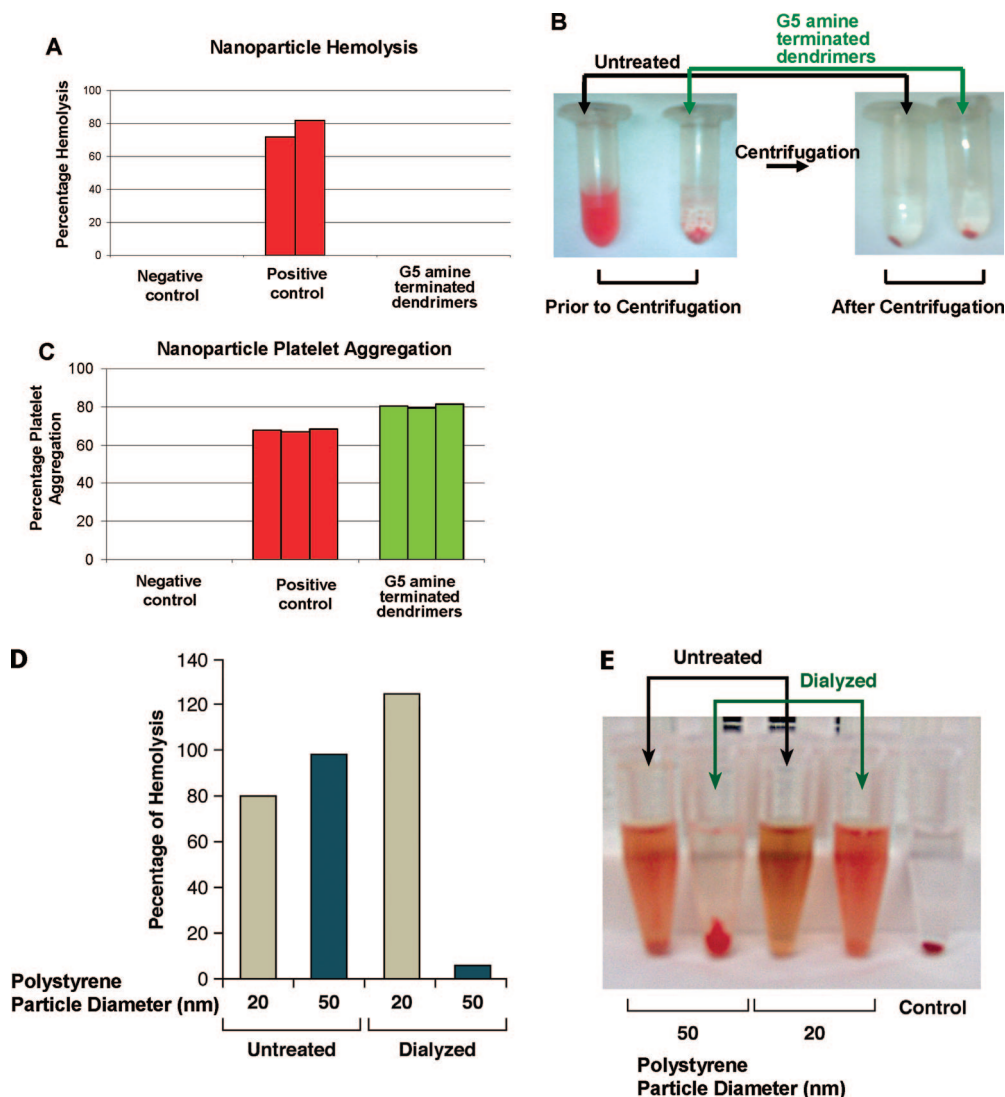 A
Nanoparticle Hemolysis
Percentage Hemolysis
100
80
60
40
20
0
Negative
control
Positive
control
G5 amine
terminated
dendrimers
B
G5 amine
terminated
dendrimers
Untreated
Centrifugation
Prior to Centrifugation
After Centrifugation
C
Nanoparticle Platelet Aggregation
Percentage Platelet
Aggregation
100
80
60
40
20
0
Negative
control
Positive
control
G5 amine
terminated
dendrimers
D
Pecentage of Hemolysis
140
120
100
80
60
40
20
0
Polystyrene
Particle Diameter (nm)
20 50 20 50
Untreated Dialyzed
E
Untreated
Dialyzed
50 20 Control
Polystyrene
Particle Diameter (nm)